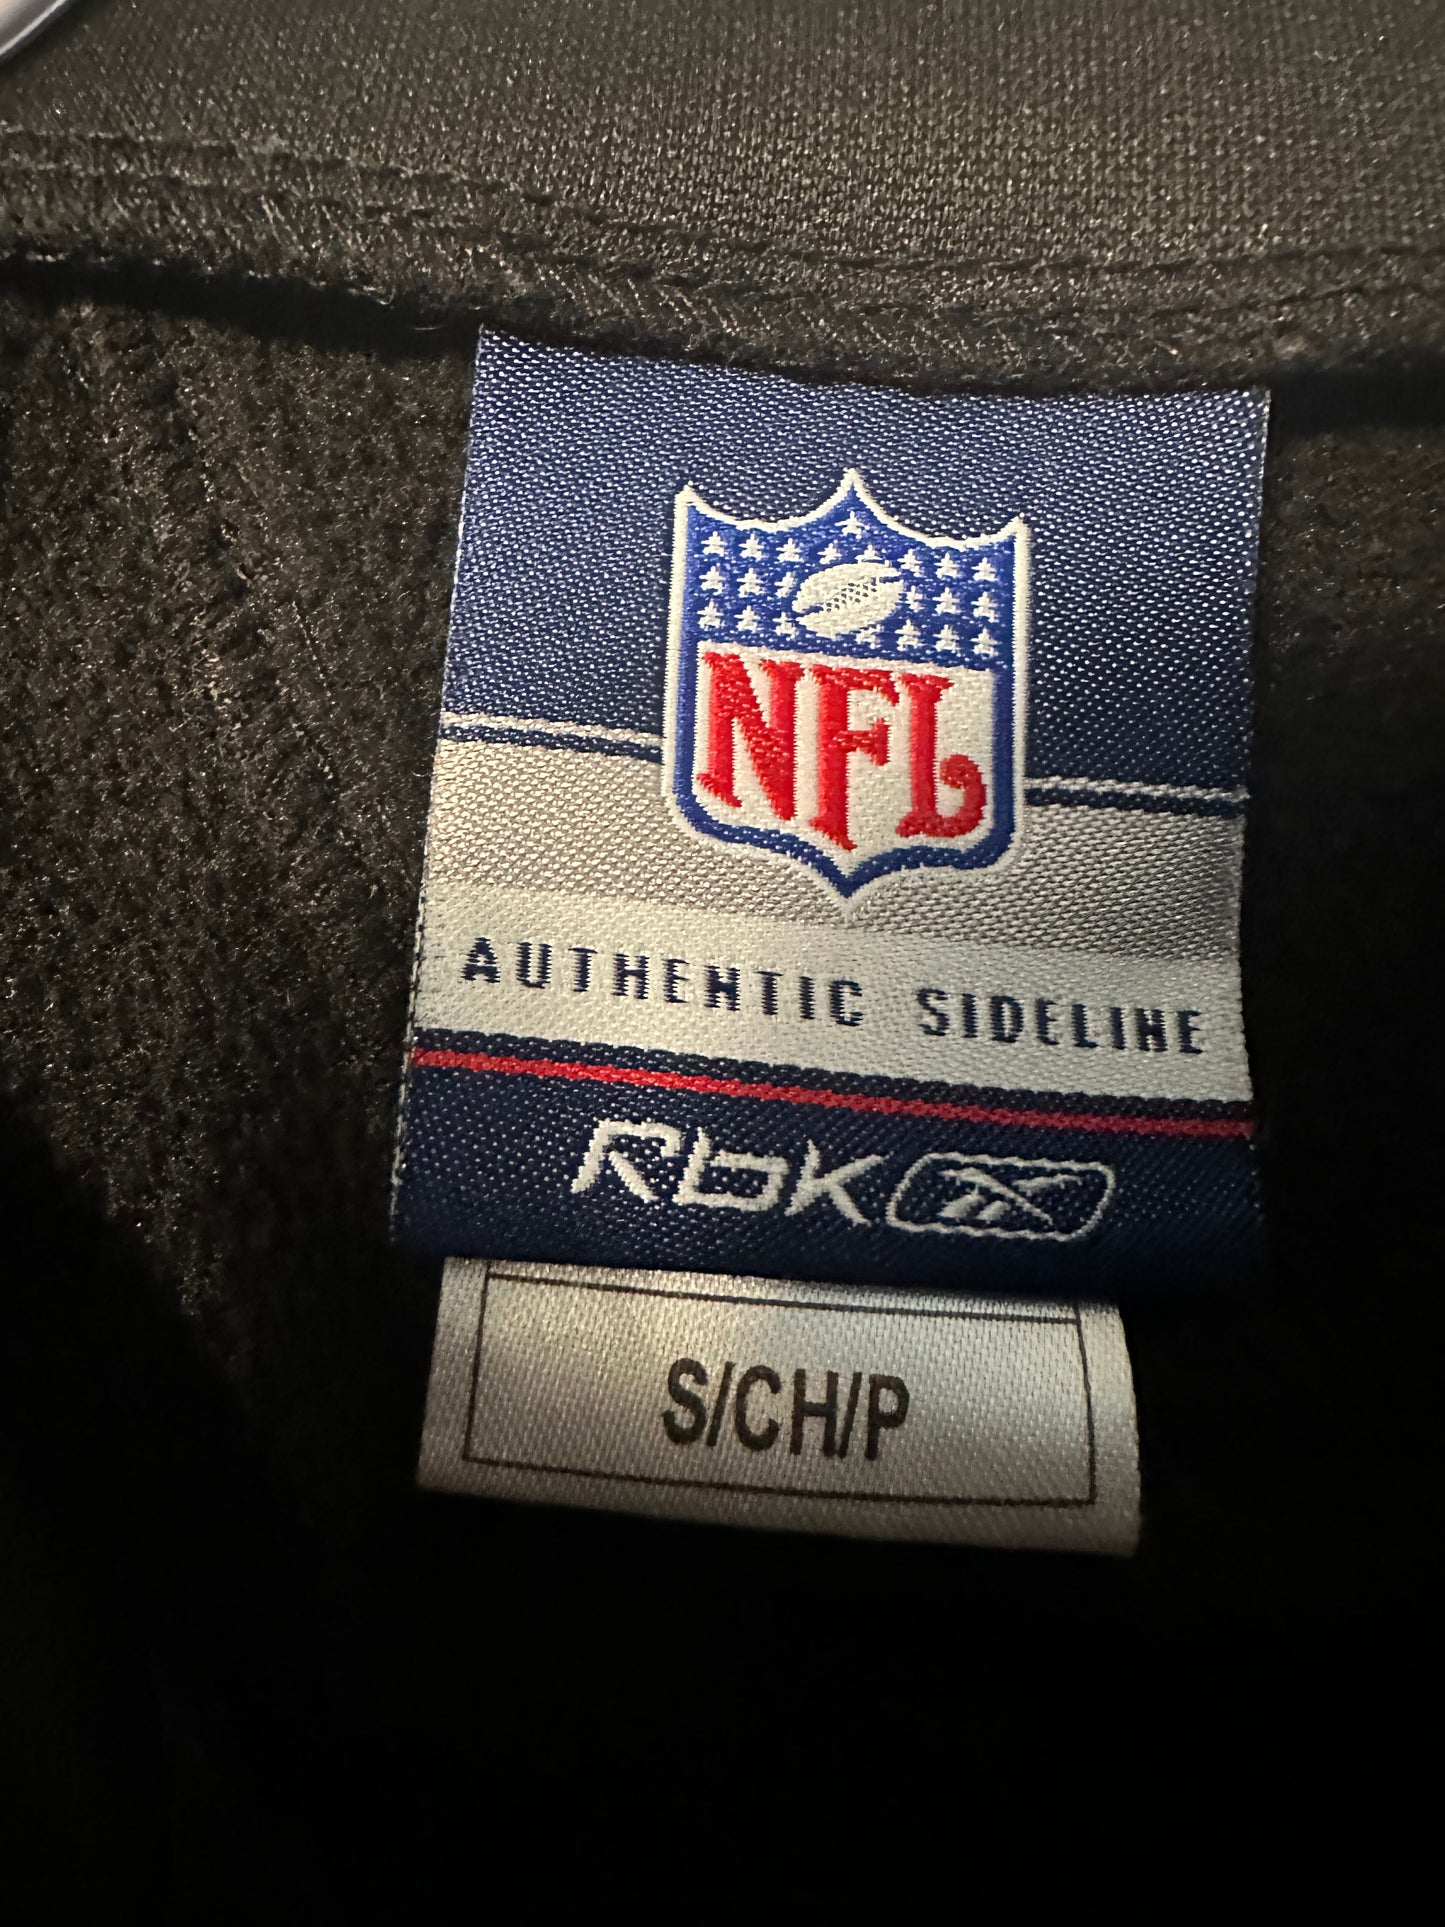 NFL
AUTHENTIC SIDELINE
Rbk
S/CH/P